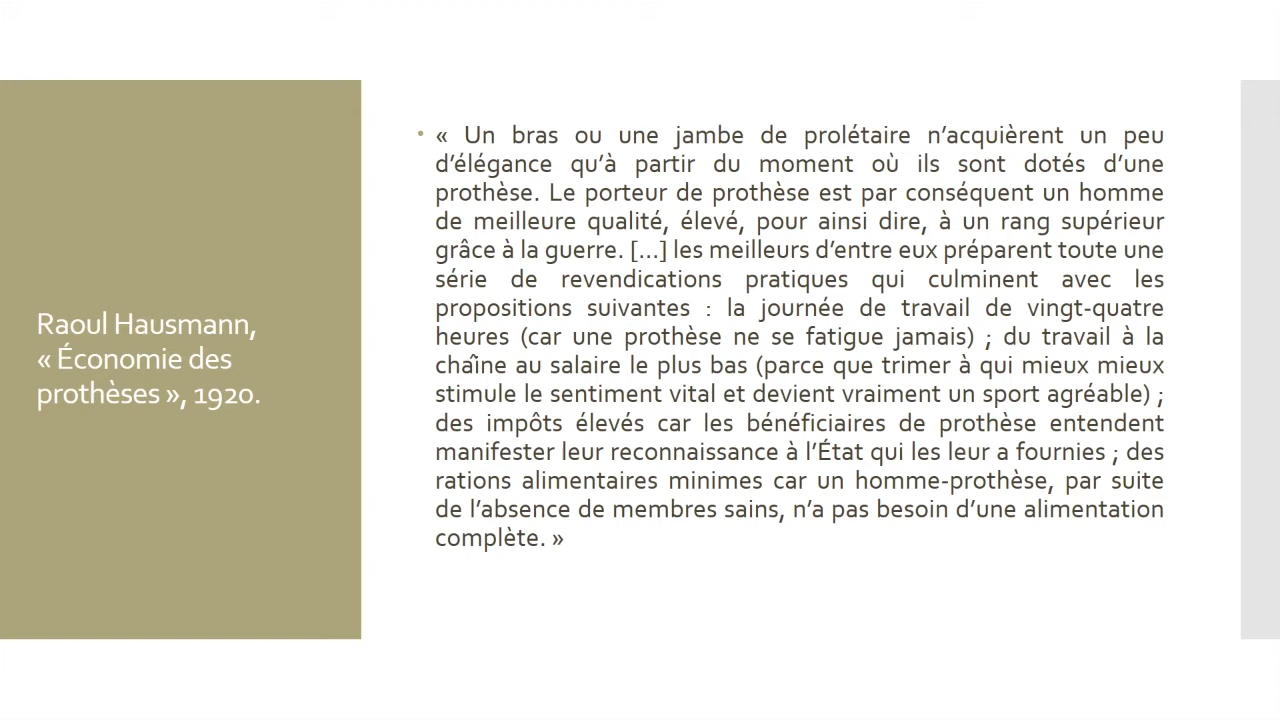 Raoul Hausmann,
« Économie des
prothèses », 1920.
• « Un bras ou une jambe de prolétaire n’acquièrent un peu
d’élégance qu’à partir du moment où ils sont dotés d’une
prothèse. Le porteur de prothèse est par conséquent un homme
de meilleure qualité, élevé, pour ainsi dire, à un rang supérieur
grâce à la guerre. [...] les meilleurs d’entre eux préparent toute une
série de revendications pratiques qui culminent avec les
propositions suivantes : la journée de travail de vingt-quatre
heures (car une prothèse ne se fatigue jamais) ; du travail à la
chaîne au salaire le plus bas (parce que trimer à qui mieux mieux
stimule le sentiment vital et devient vraiment un sport agréable) ;
des impôts élevés car les bénéficiaires de prothèse entendent
manifester leur reconnaissance à l’État qui les leur a fournies ; des
rations alimentaires minimes car un homme-prothèse, par suite
de l’absence de membres sains, n’a pas besoin d’une alimentation
complète. »